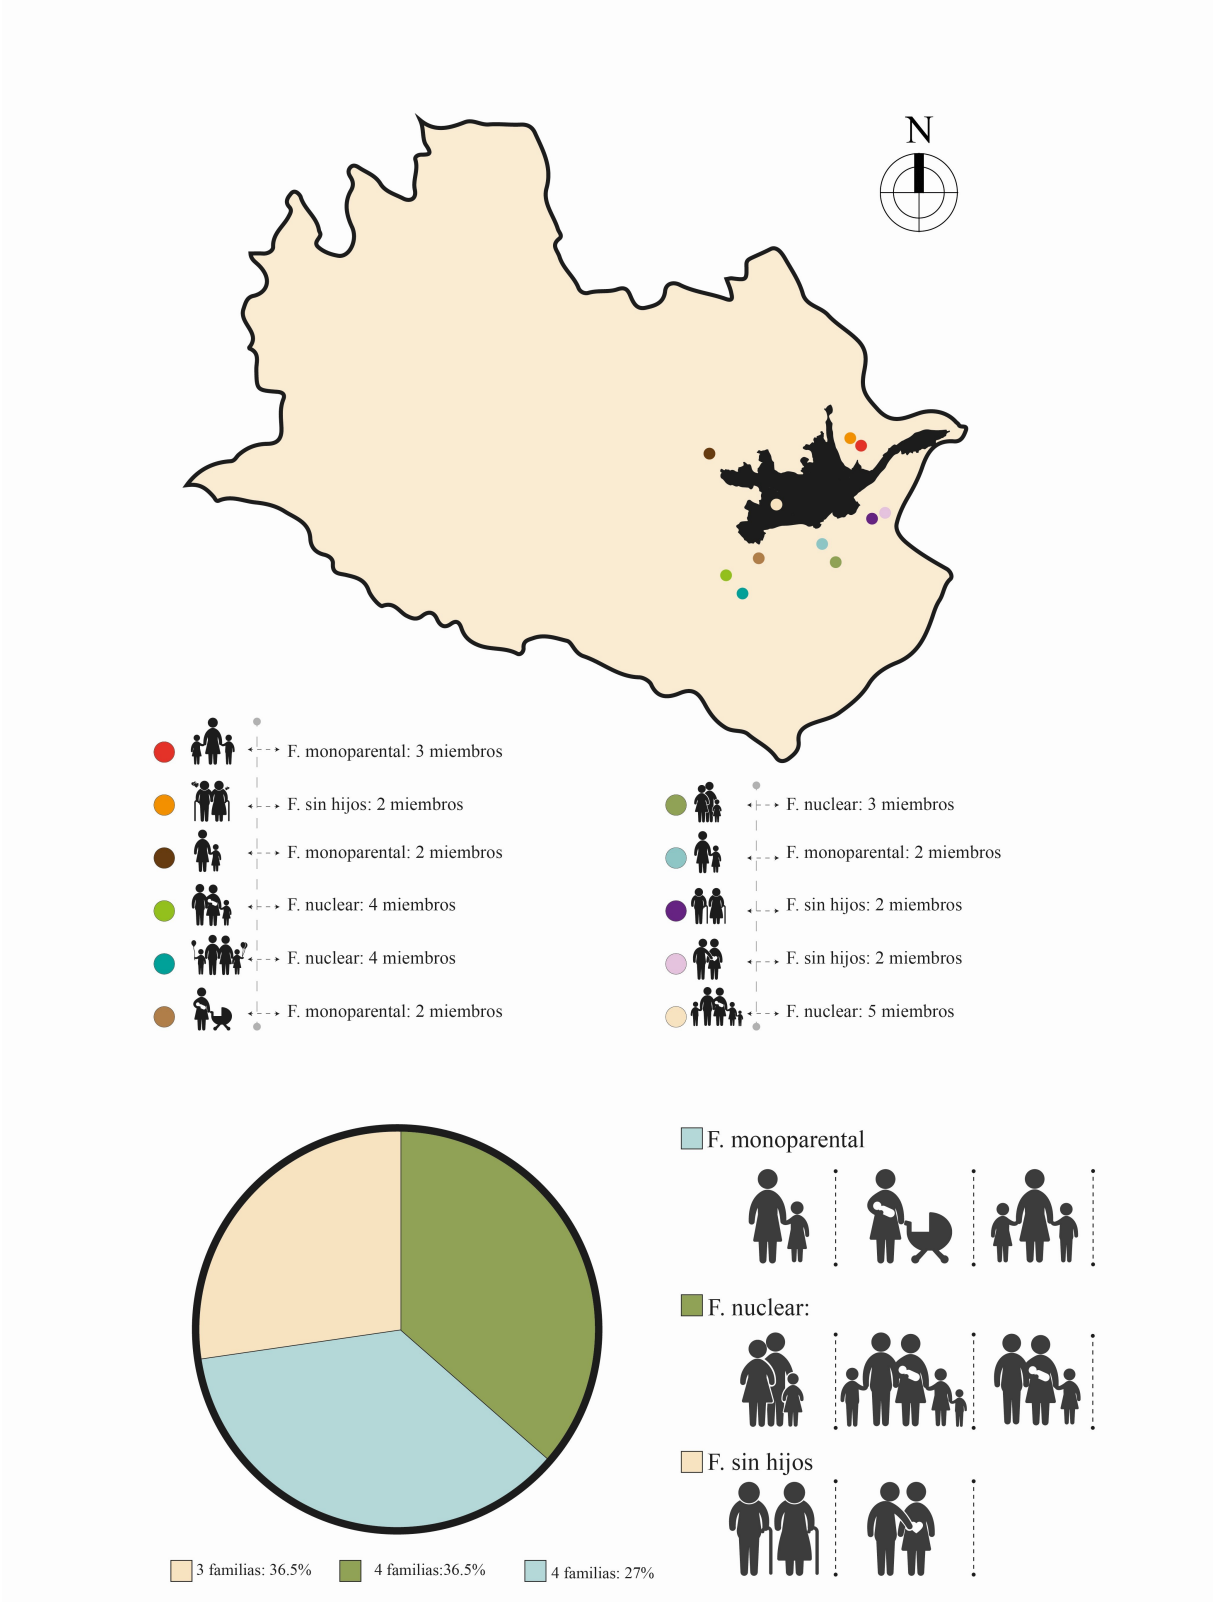 N
F. monoparental: 3 miembros
F. sin hijos: 2 miembros
F. monoparental: 2 miembros
F. nuclear: 4 miembros
F. nuclear: 4 miembros
F. monoparental: 2 miembros
F. nuclear: 3 miembros
F. monoparental: 2 miembros
F. sin hijos: 2 miembros
F. sin hijos: 2 miembros
F. nuclear: 5 miembros
F. monoparental
F. nuclear:
F. sin hijos
3 familias: 36.5%
4 familias:36.5%
4 familias: 27%